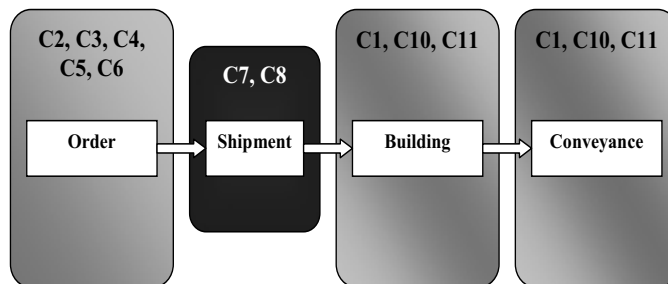 C2, C3, C4,
C5, C6
Order
C7, C8
Shipment
C1, C10, C11
Building
C1, C10, C11
Conveyance